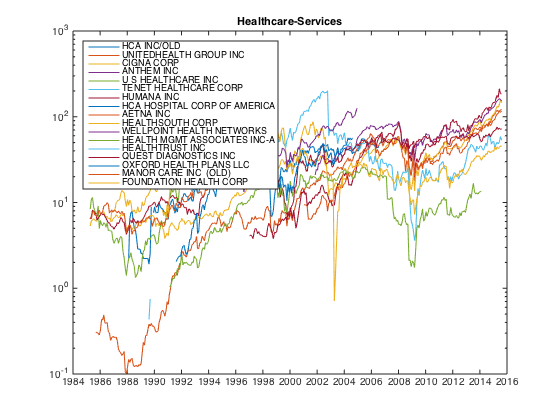 Healthcare-Services
10^3
HCA INC/OLD
UNITEDHEALTH GROUP INC
CIGNA CORP
ANTHEM INC
U S HEALTHCARE INC
TENET HEALTHCARE CORP
HUMANA INC
HCA HOSPITAL CORP OF AMERICA
AETNA INC
HEALTHSOUTH CORP
WELLPOINT HEALTH NETWORKS
HEALTH MGMT ASSOCIATES INC-A
HEALTHTRUST INC
QUEST DIAGNOSTICS INC
OXFORD HEALTH PLANS LLC
MANOR CARE INC (OLD)
FOUNDATION HEALTH CORP
10^2
10^1
10^0
10^-1
1984 1986 1988 1990 1992 1994 1996 1998 2000 2002 2004 2006 2008 2010 2012 2014 2016